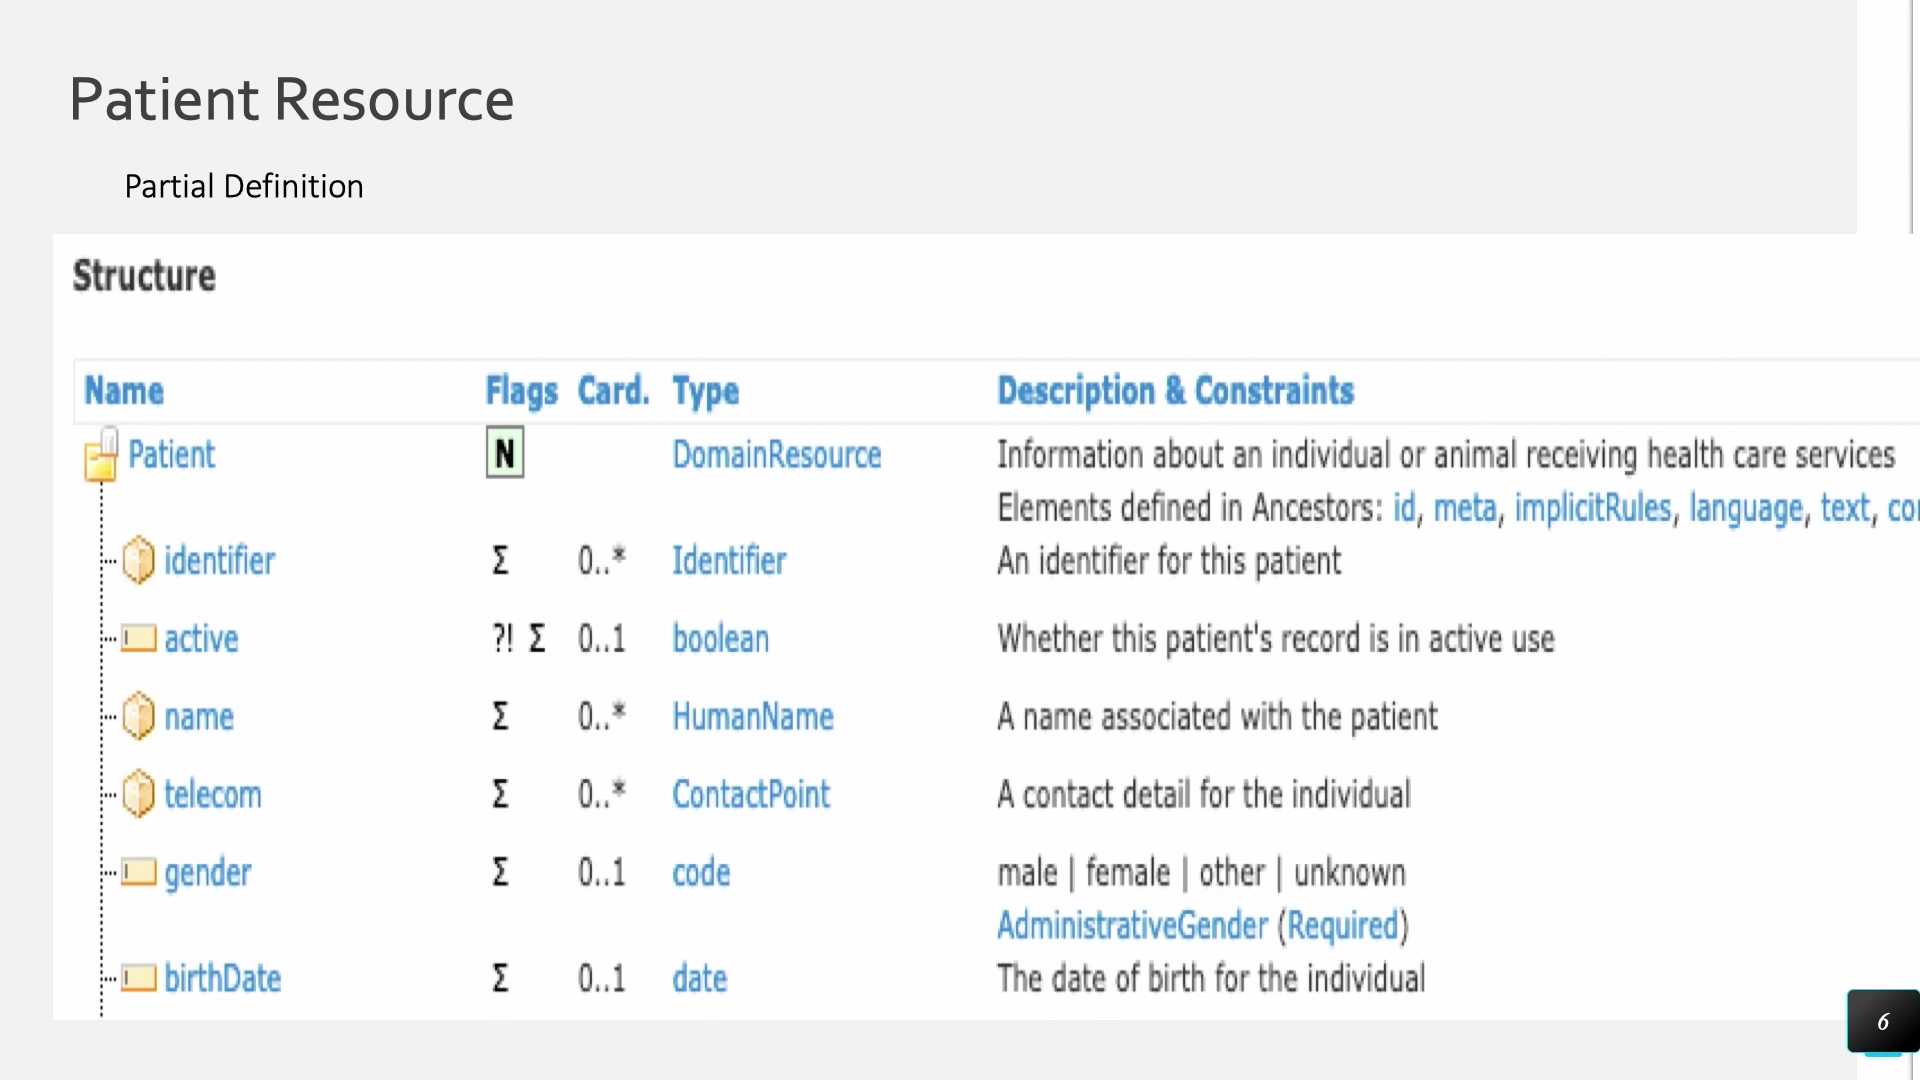 Patient Resource
Partial Definition
Structure
Name Flags Card. Type Description & Constraints
Patient N DomainResource Information about an individual or animal receiving health care services
Elements defined in Ancestors: id, meta, implicitRules, language, text,
identifier Σ 0..* Identifier An identifier for this patient
active ?! Σ 0..1 boolean Whether this patient's record is in active use
name Σ 0..* HumanName A name associated with the patient
telecom Σ 0..* ContactPoint A contact detail for the individual
gender Σ 0..1 code male | female | other | unknown
AdministrativeGender (Required)
birthDate Σ 0..1 date The date of birth for the individual
6